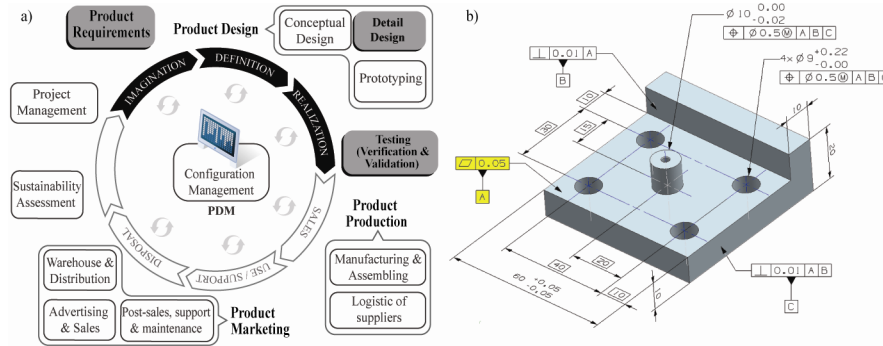 a)
Product
Requirements
Product Design
Conceptual
Design
Detail
Design
Prototyping
IMAGINATION
DEFINITION
REALIZATION
Project
Management
Testing
(Verification &
Validation)
Configuration
Management
PDM
Sustainability
Assessment
SALES
USE / SUPPORT
DISPOSAL
Product
Production
Manufacturing &
Assembling
Logistic of
suppliers
Warehouse &
Distribution
Advertising
& Sales
Post-sales, support
& maintenance
Product
Marketing
b)
Ø10 0.00
-0.02
⌖ Ø0.5Ⓜ A B C
4× Ø9 +0.22
-0.00
⌖ Ø0.5Ⓜ A B C
⊥ 0.01 A
B
10
15
30
10
20
⏥ 0.05
A
40
20
60 +0.05
-0.05
10
10
⊥ 0.01 A B
C